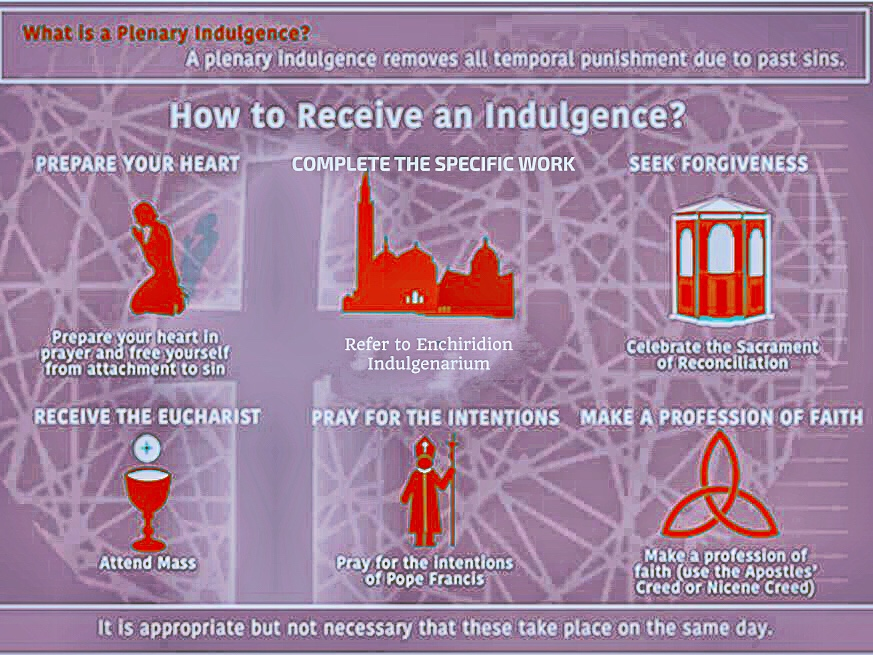 What is a Plenary Indulgence?
A plenary indulgence removes all temporal punishment due to past sins.
How to Receive an Indulgence?
PREPARE YOUR HEART
Prepare your heart in
prayer and free yourself
from attachment to sin
COMPLETE THE SPECIFIC WORK
Refer to Enchiridion
Indulgenarium
SEEK FORGIVENESS
Celebrate the Sacrament
of Reconciliation
RECEIVE THE EUCHARIST
Attend Mass
PRAY FOR THE INTENTIONS
Pray for the intentions
of Pope Francis
MAKE A PROFESSION OF FAITH
Make a profession of
faith (use the Apostles'
Creed or Nicene Creed)
It is appropriate but not necessary that these take place on the same day.